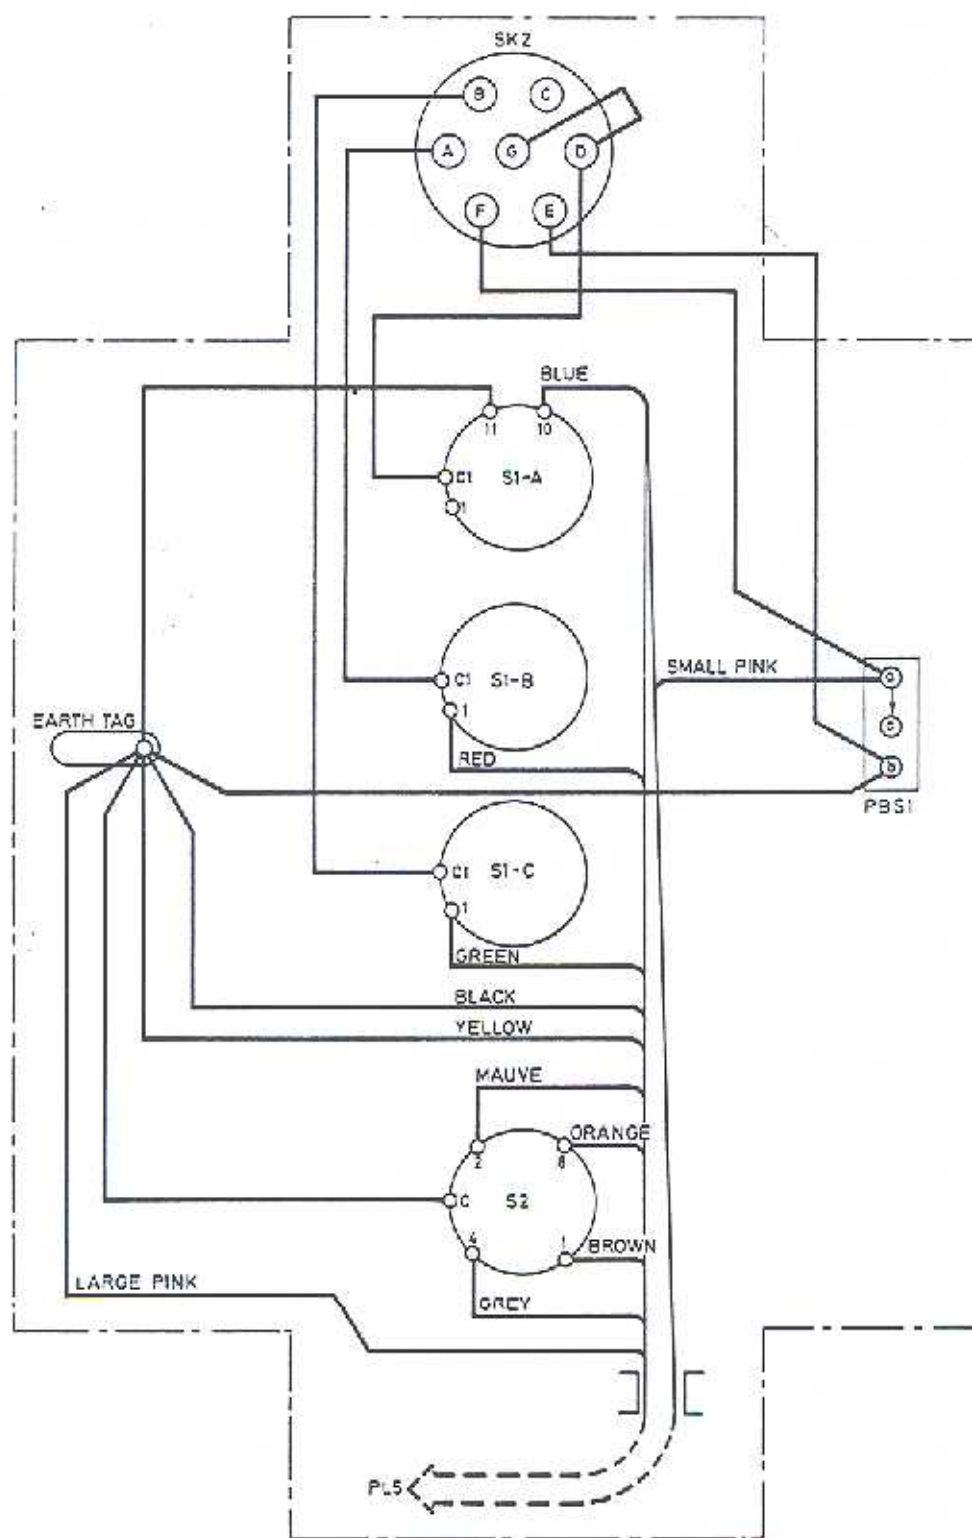 SK2
B
C
A
G
D
F
E
BLUE
11
10
C1
S1-A
1
SMALL PINK
C1
S1-B
1
EARTH TAG
RED
PBS1
C1
S1-C
1
GREEN
BLACK
YELLOW
MAUVE
ORANGE
2
8
C
S2
4
1
BROWN
LARGE PINK
GREY
PL5